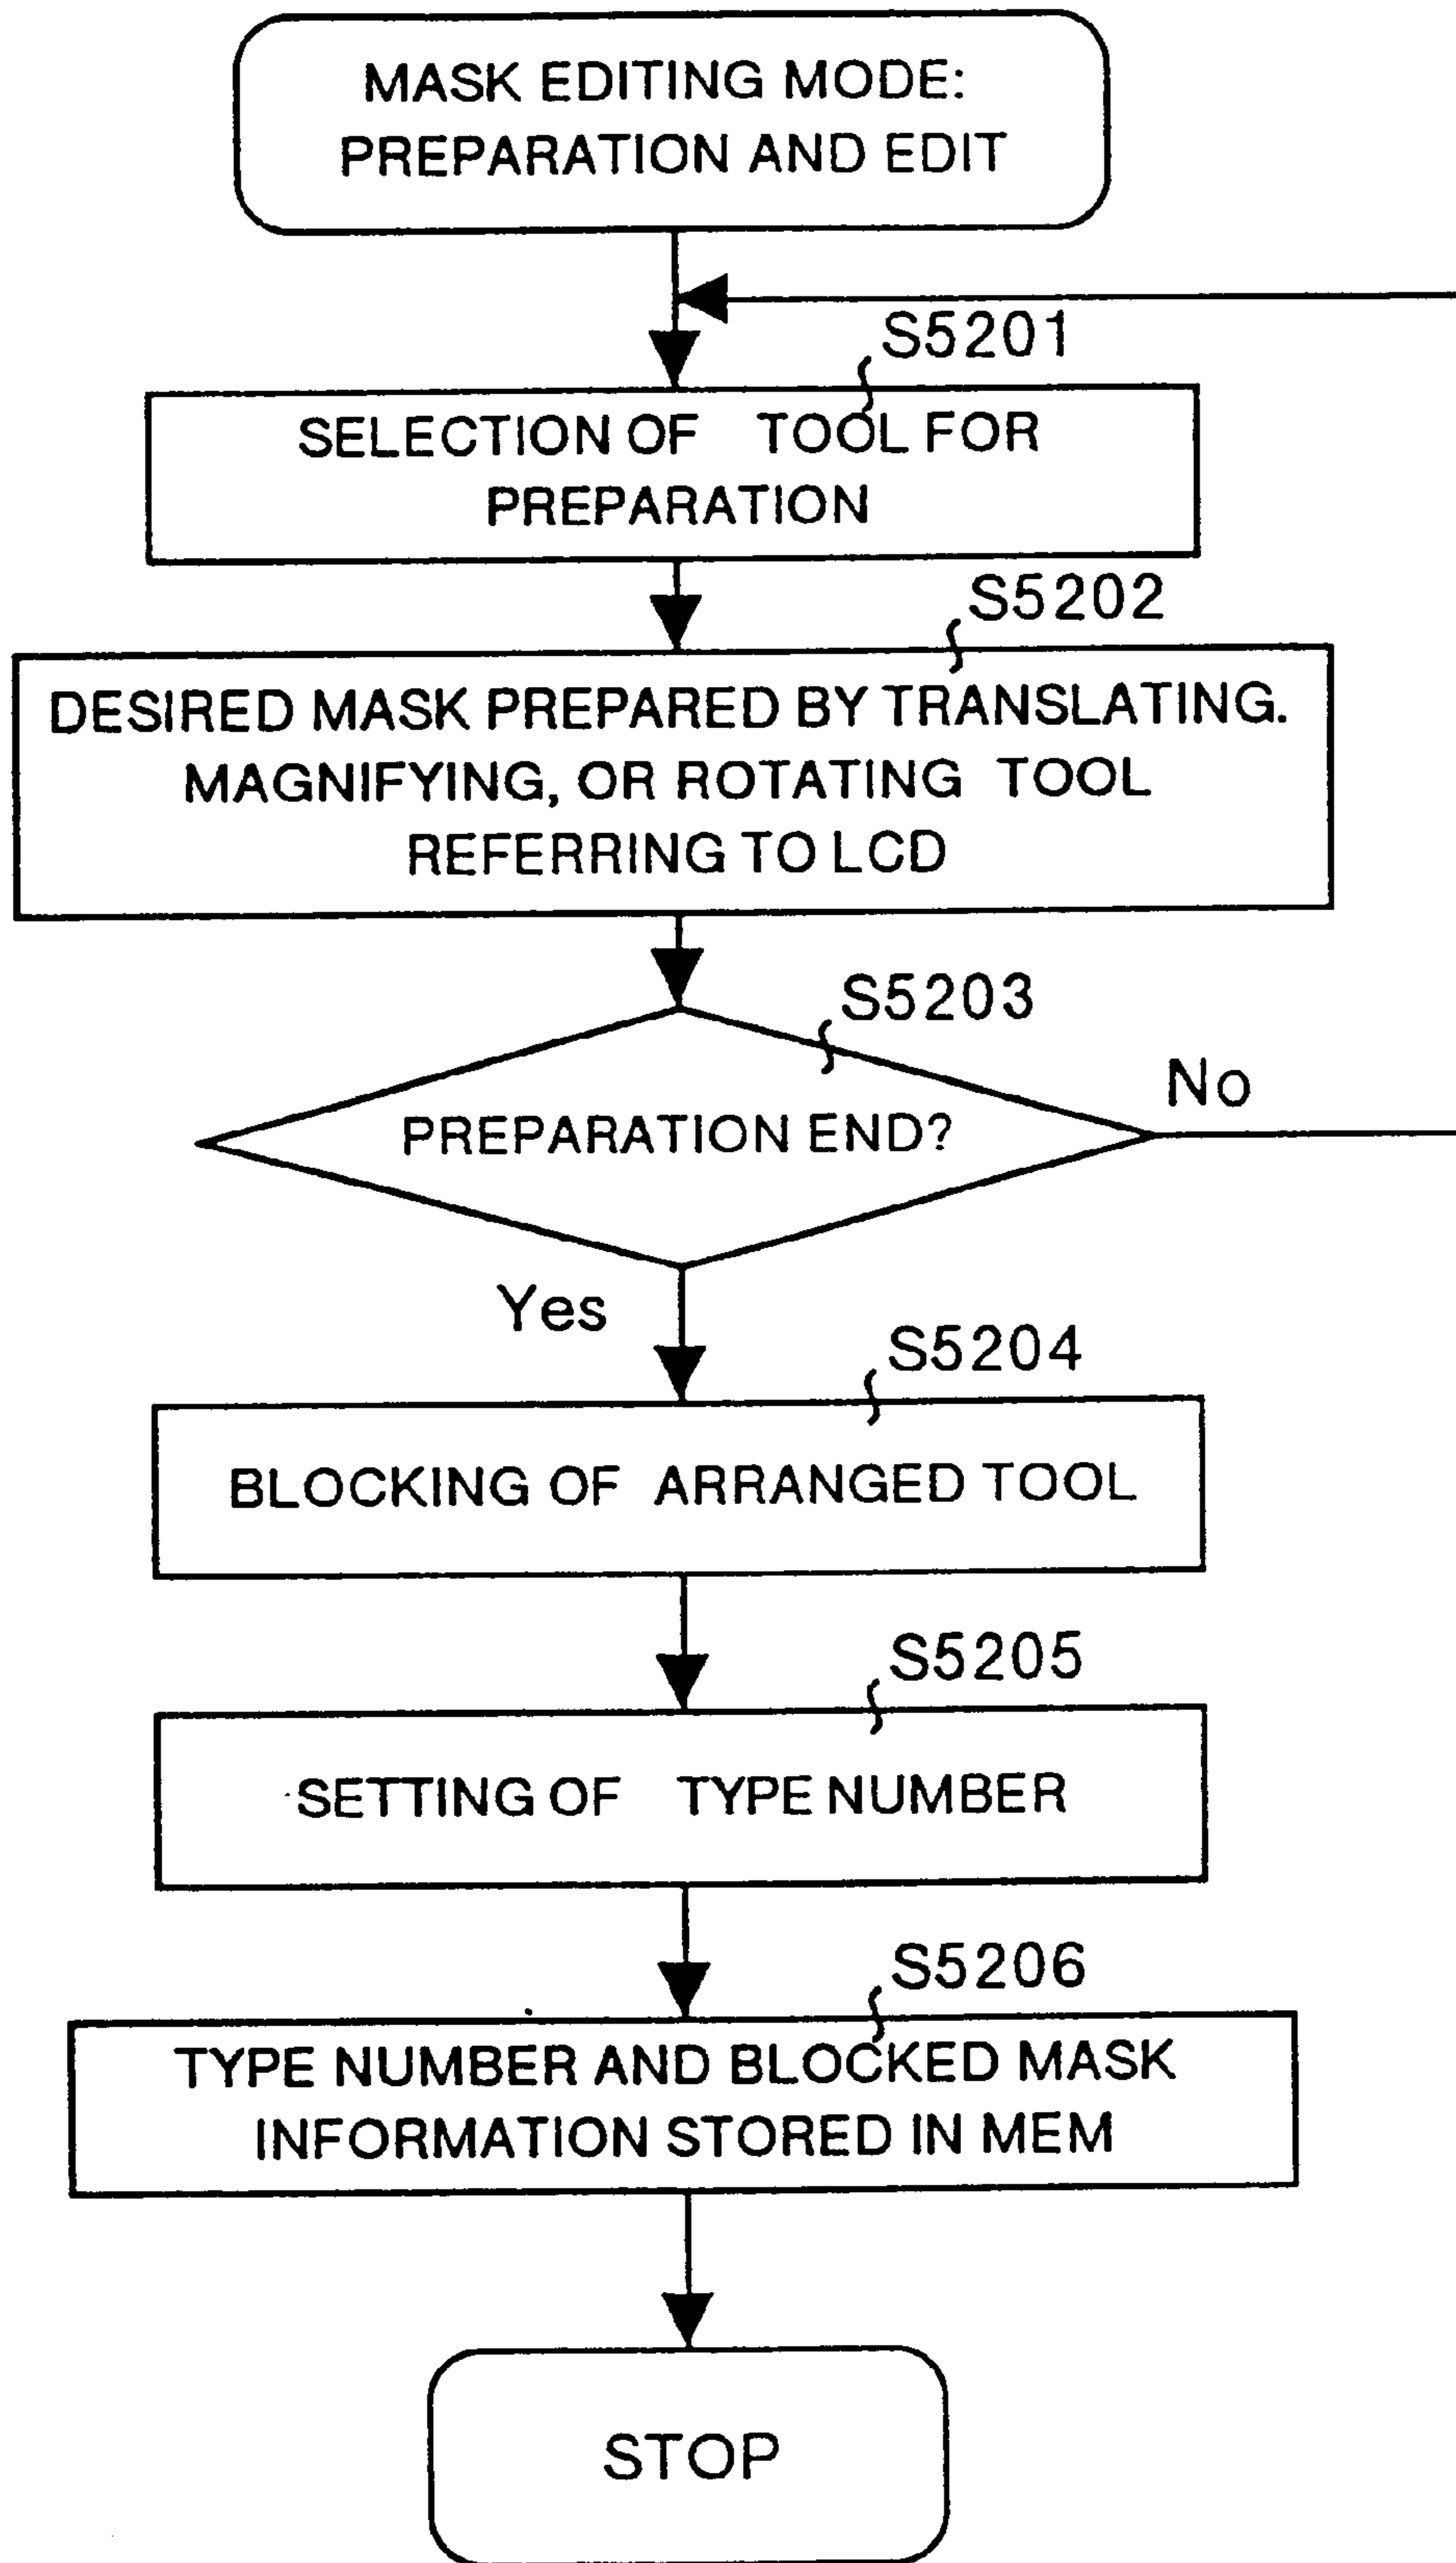 MASK EDITING MODE:
PREPARATION AND EDIT
S5201
SELECTION OF TOOL FOR
PREPARATION
S5202
DESIRED MASK PREPARED BY TRANSLATING.
MAGNIFYING, OR ROTATING TOOL
REFERRING TO LCD
S5203
PREPARATION END?
No
Yes
S5204
BLOCKING OF ARRANGED TOOL
S5205
SETTING OF TYPE NUMBER
S5206
TYPE NUMBER AND BLOCKED MASK
INFORMATION STORED IN MEM
STOP